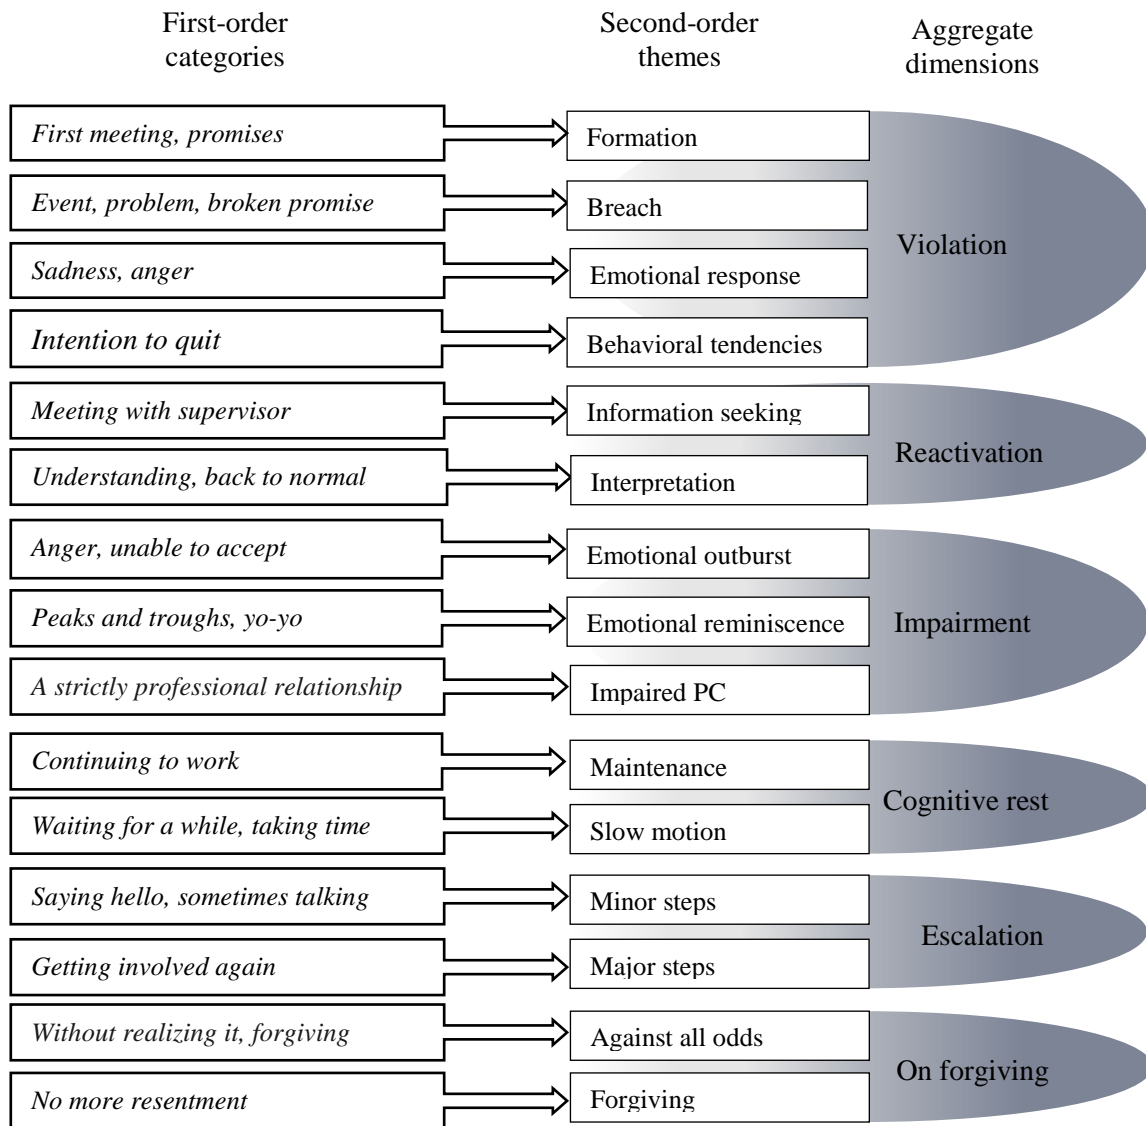 First-order
categories
Second-order
themes
Aggregate
dimensions
First meeting, promises
Formation
Event, problem, broken promise
Breach
Violation
Sadness, anger
Emotional response
Intention to quit
Behavioral tendencies
Meeting with supervisor
Information seeking
Reactivation
Understanding, back to normal
Interpretation
Anger, unable to accept
Emotional outburst
Peaks and troughs, yo-yo
Emotional reminiscence
Impairment
A strictly professional relationship
Impaired PC
Continuing to work
Maintenance
Cognitive rest
Waiting for a while, taking time
Slow motion
Saying hello, sometimes talking
Minor steps
Escalation
Getting involved again
Major steps
Without realizing it, forgiving
Against all odds
On forgiving
No more resentment
Forgiving